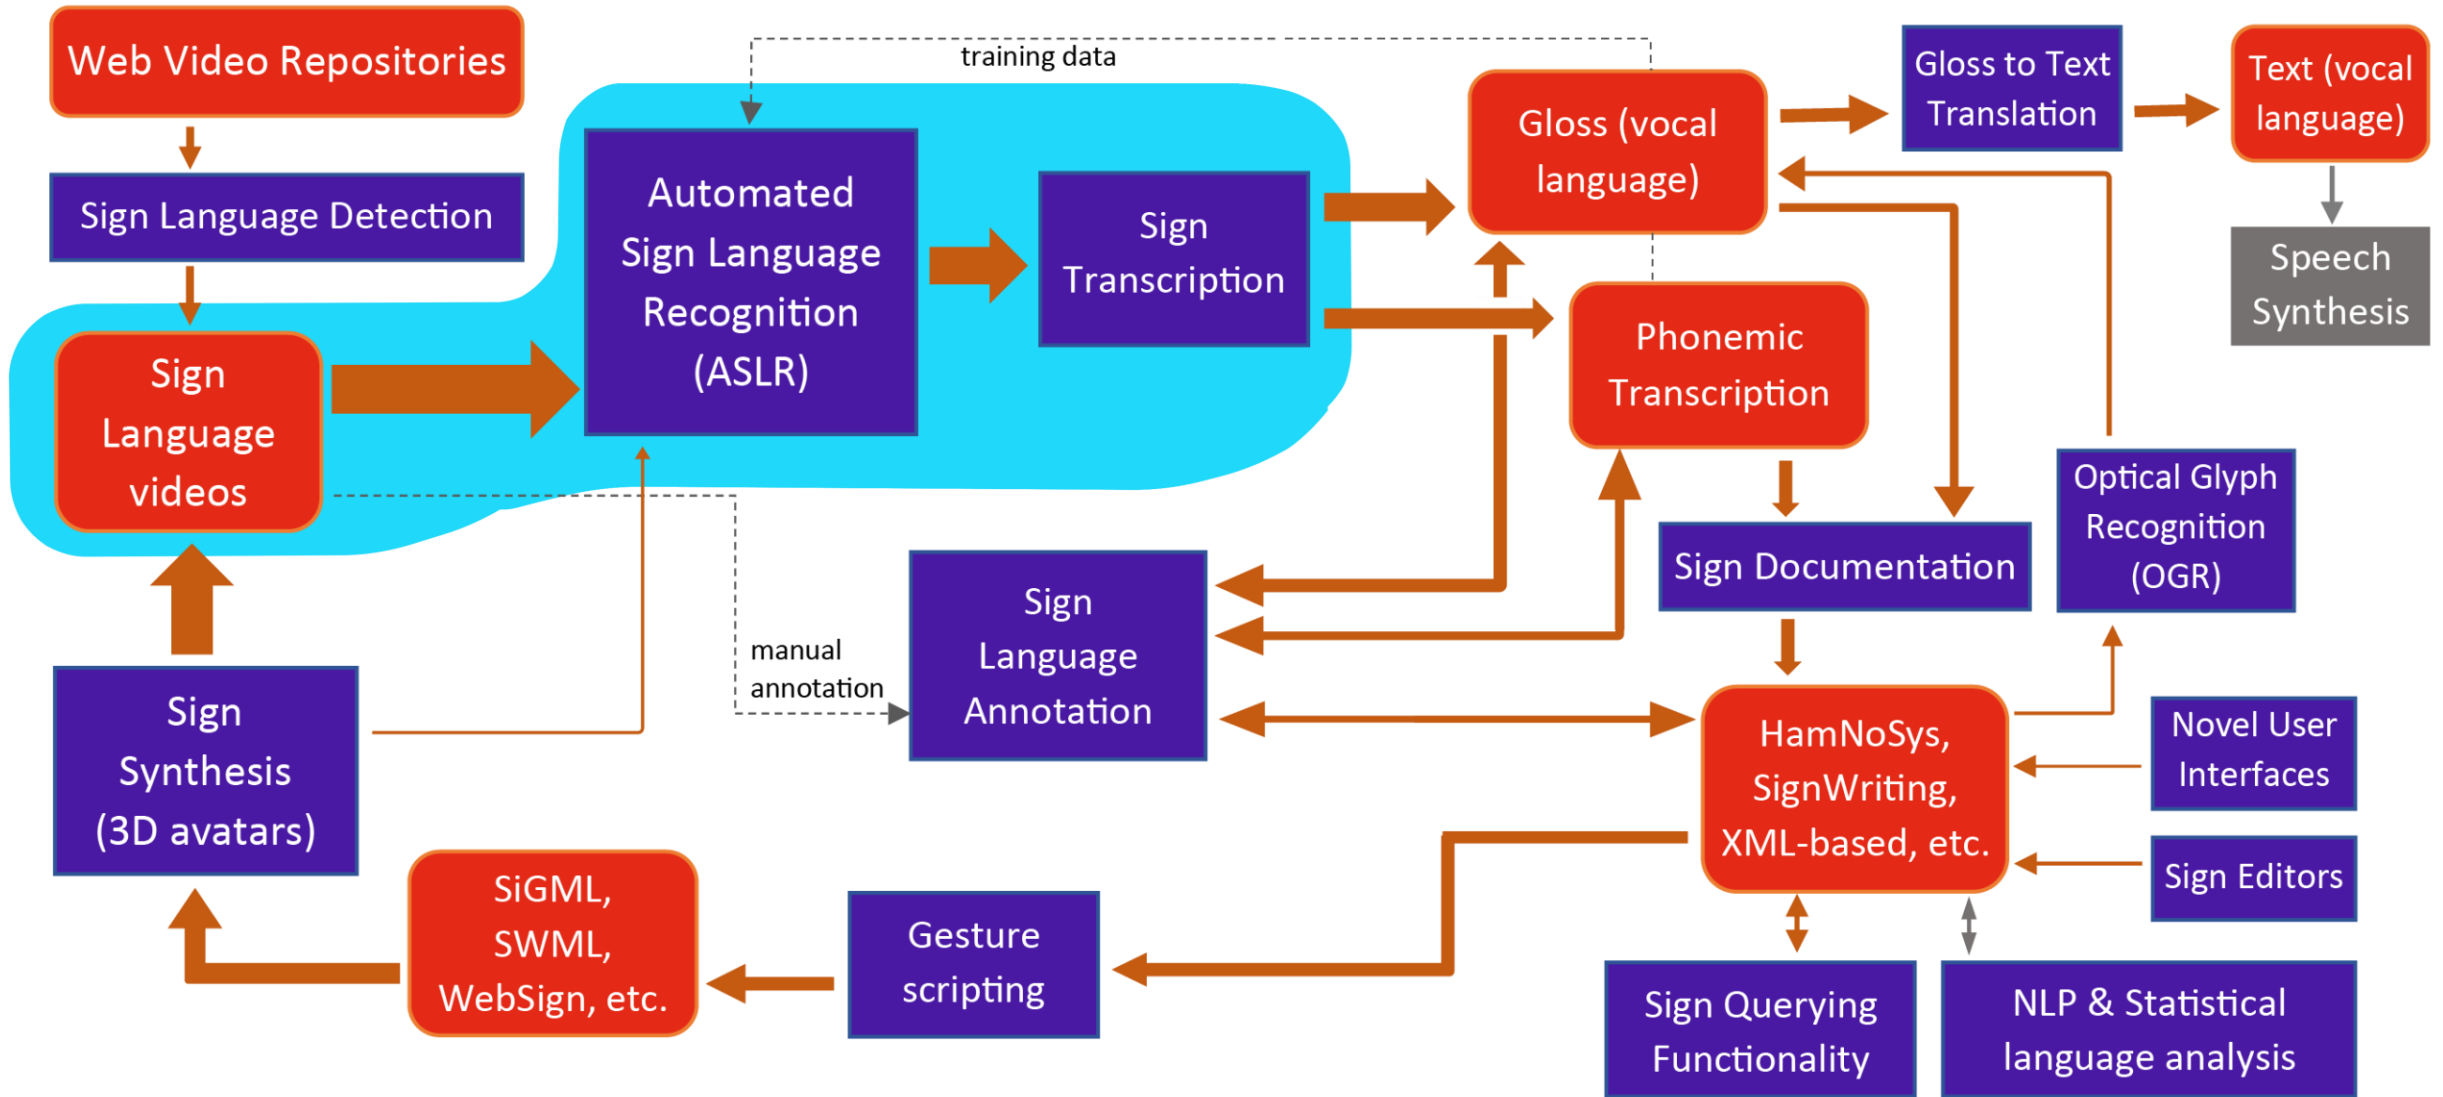 Web Video Repositories
training data
Gloss to Text
Translation
Text (vocal
language)
Gloss (vocal
language)
Automated
Sign Language
Recognition
(ASLR)
Sign
Transcription
Sign Language Detection
Speech
Synthesis
Phonemic
Transcription
Sign
Language
videos
Optical Glyph
Recognition
(OGR)
Sign Documentation
Sign
Language
Annotation
manual
annotation
Sign
Synthesis
(3D avatars)
HamNoSys,
SignWriting,
XML-based, etc.
Novel User
Interfaces
Sign Editors
SiGML,
SWML,
WebSign, etc.
Gesture
scripting
Sign Querying
Functionality
NLP & Statistical
language analysis